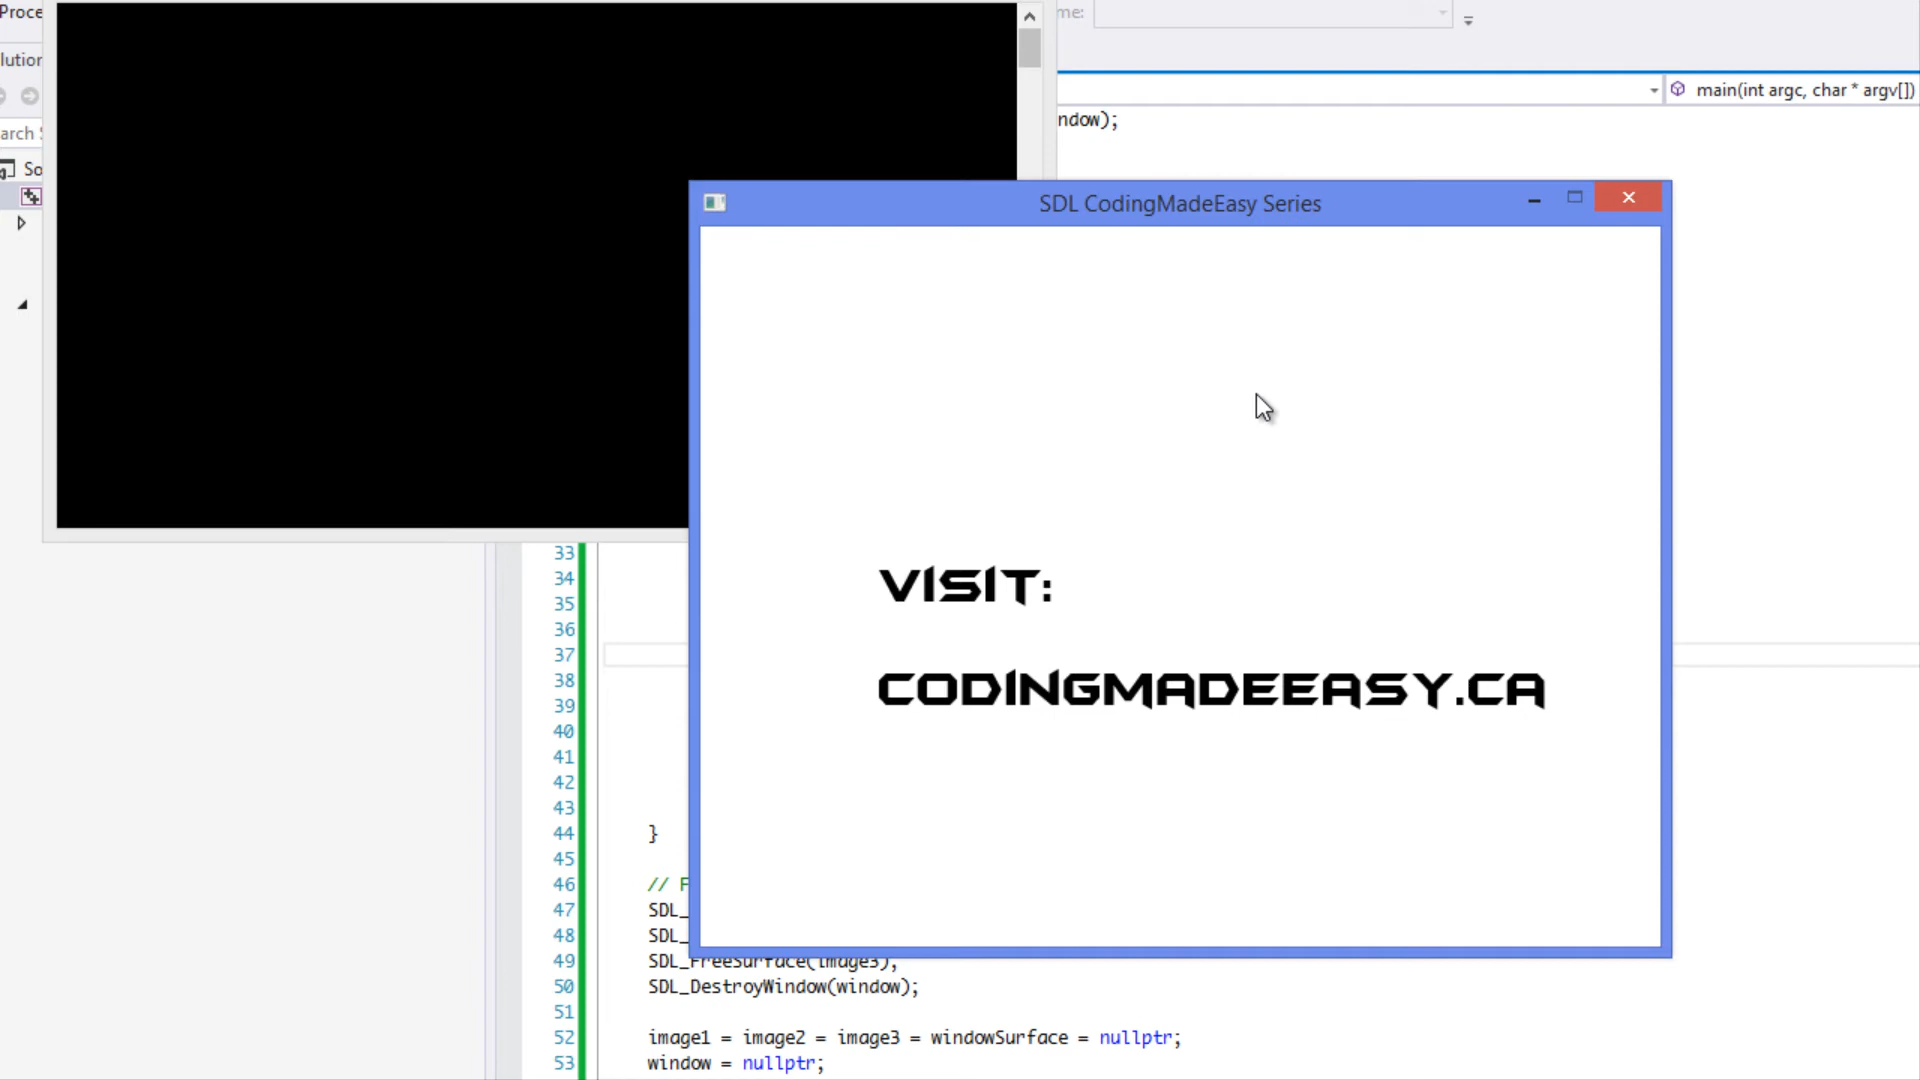 Proce
me:
lution
main(int argc, char * argv[])
ndow);
arch S
So
SDL CodingMadeEasy Series
VISIT:
CODINGMADEEASY.CA
33
34
35
36
37
38
39
40
41
42
43
44 }
45
46 // F
47 SDL_
48 SDL_
49 SDL_FreeSurface(image3);
50 SDL_DestroyWindow(window);
51
52 image1 = image2 = image3 = windowSurface = nullptr;
53 window = nullptr;